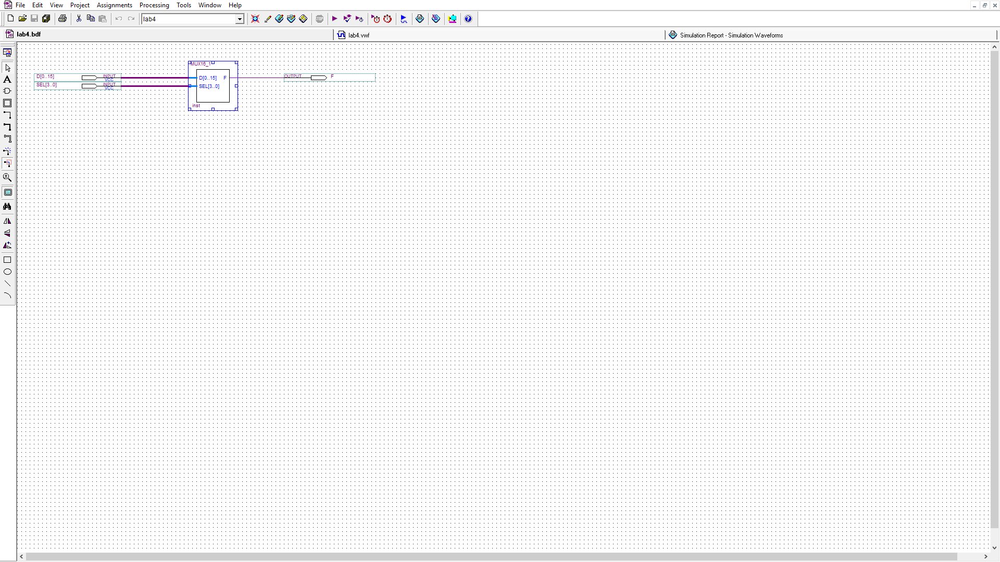 File Edit View Project Assignments Processing Tools Window Help
lab4 STOP
lab4.bdf lab4.vwf Simulation Report - Simulation Waveforms
MUX16_1
D[0..15] INPUT VCC D[0..15] F OUTPUT F
SEL[3..0] INPUT VCC SEL[3..0]
inst